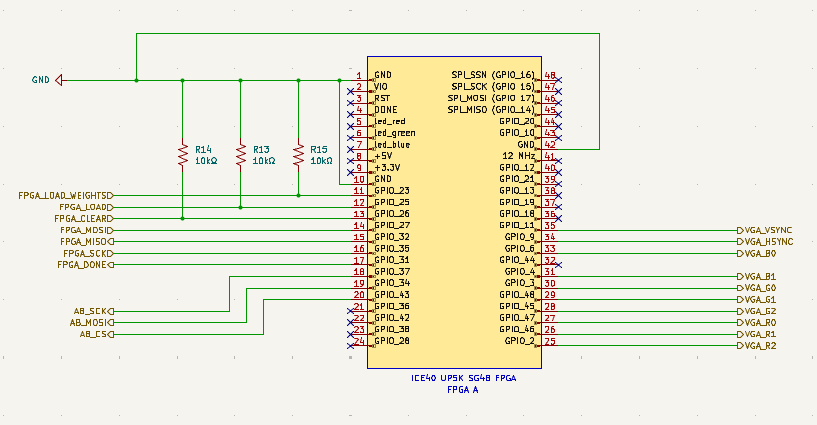 GND 1 GND SPI_SSN (GPIO_16) 48
2 VIO SPI_SCK (GPIO_15) 47
3 RST SPI_MOSI (GPIO_17) 46
4 DONE SPI_MISO (GPIO_14) 45
5 led_red GPIO_20 44
6 led_green GPIO_10 43
7 led_blue GND 42
R14 R13 R15 8 +5V 12 MHz 41
10kΩ 10kΩ 10kΩ 9 +3.3V GPIO_12 40
10 GND GPIO_21 39
FPGA_LOAD_WEIGHTS 11 GPIO_23 GPIO_13 38
FPGA_LOAD 12 GPIO_25 GPIO_19 37
FPGA_CLEAR 13 GPIO_26 GPIO_18 36
FPGA_MOSI 14 GPIO_27 GPIO_11 35 VGA_VSYNC
FPGA_MISO 15 GPIO_32 GPIO_9 34 VGA_HSYNC
FPGA_SCK 16 GPIO_35 GPIO_6 33 VGA_B0
FPGA_DONE 17 GPIO_31 GPIO_44 32
18 GPIO_37 GPIO_4 31 VGA_B1
19 GPIO_34 GPIO_3 30 VGA_G0
20 GPIO_43 GPIO_48 29 VGA_G1
AB_SCK 21 GPIO_36 GPIO_45 28 VGA_G2
AB_MOSI 22 GPIO_42 GPIO_47 27 VGA_R0
AB_CS 23 GPIO_38 GPIO_46 26 VGA_R1
24 GPIO_28 GPIO_2 25 VGA_R2
ICE40 UP5K SG48 FPGA
FPGA A